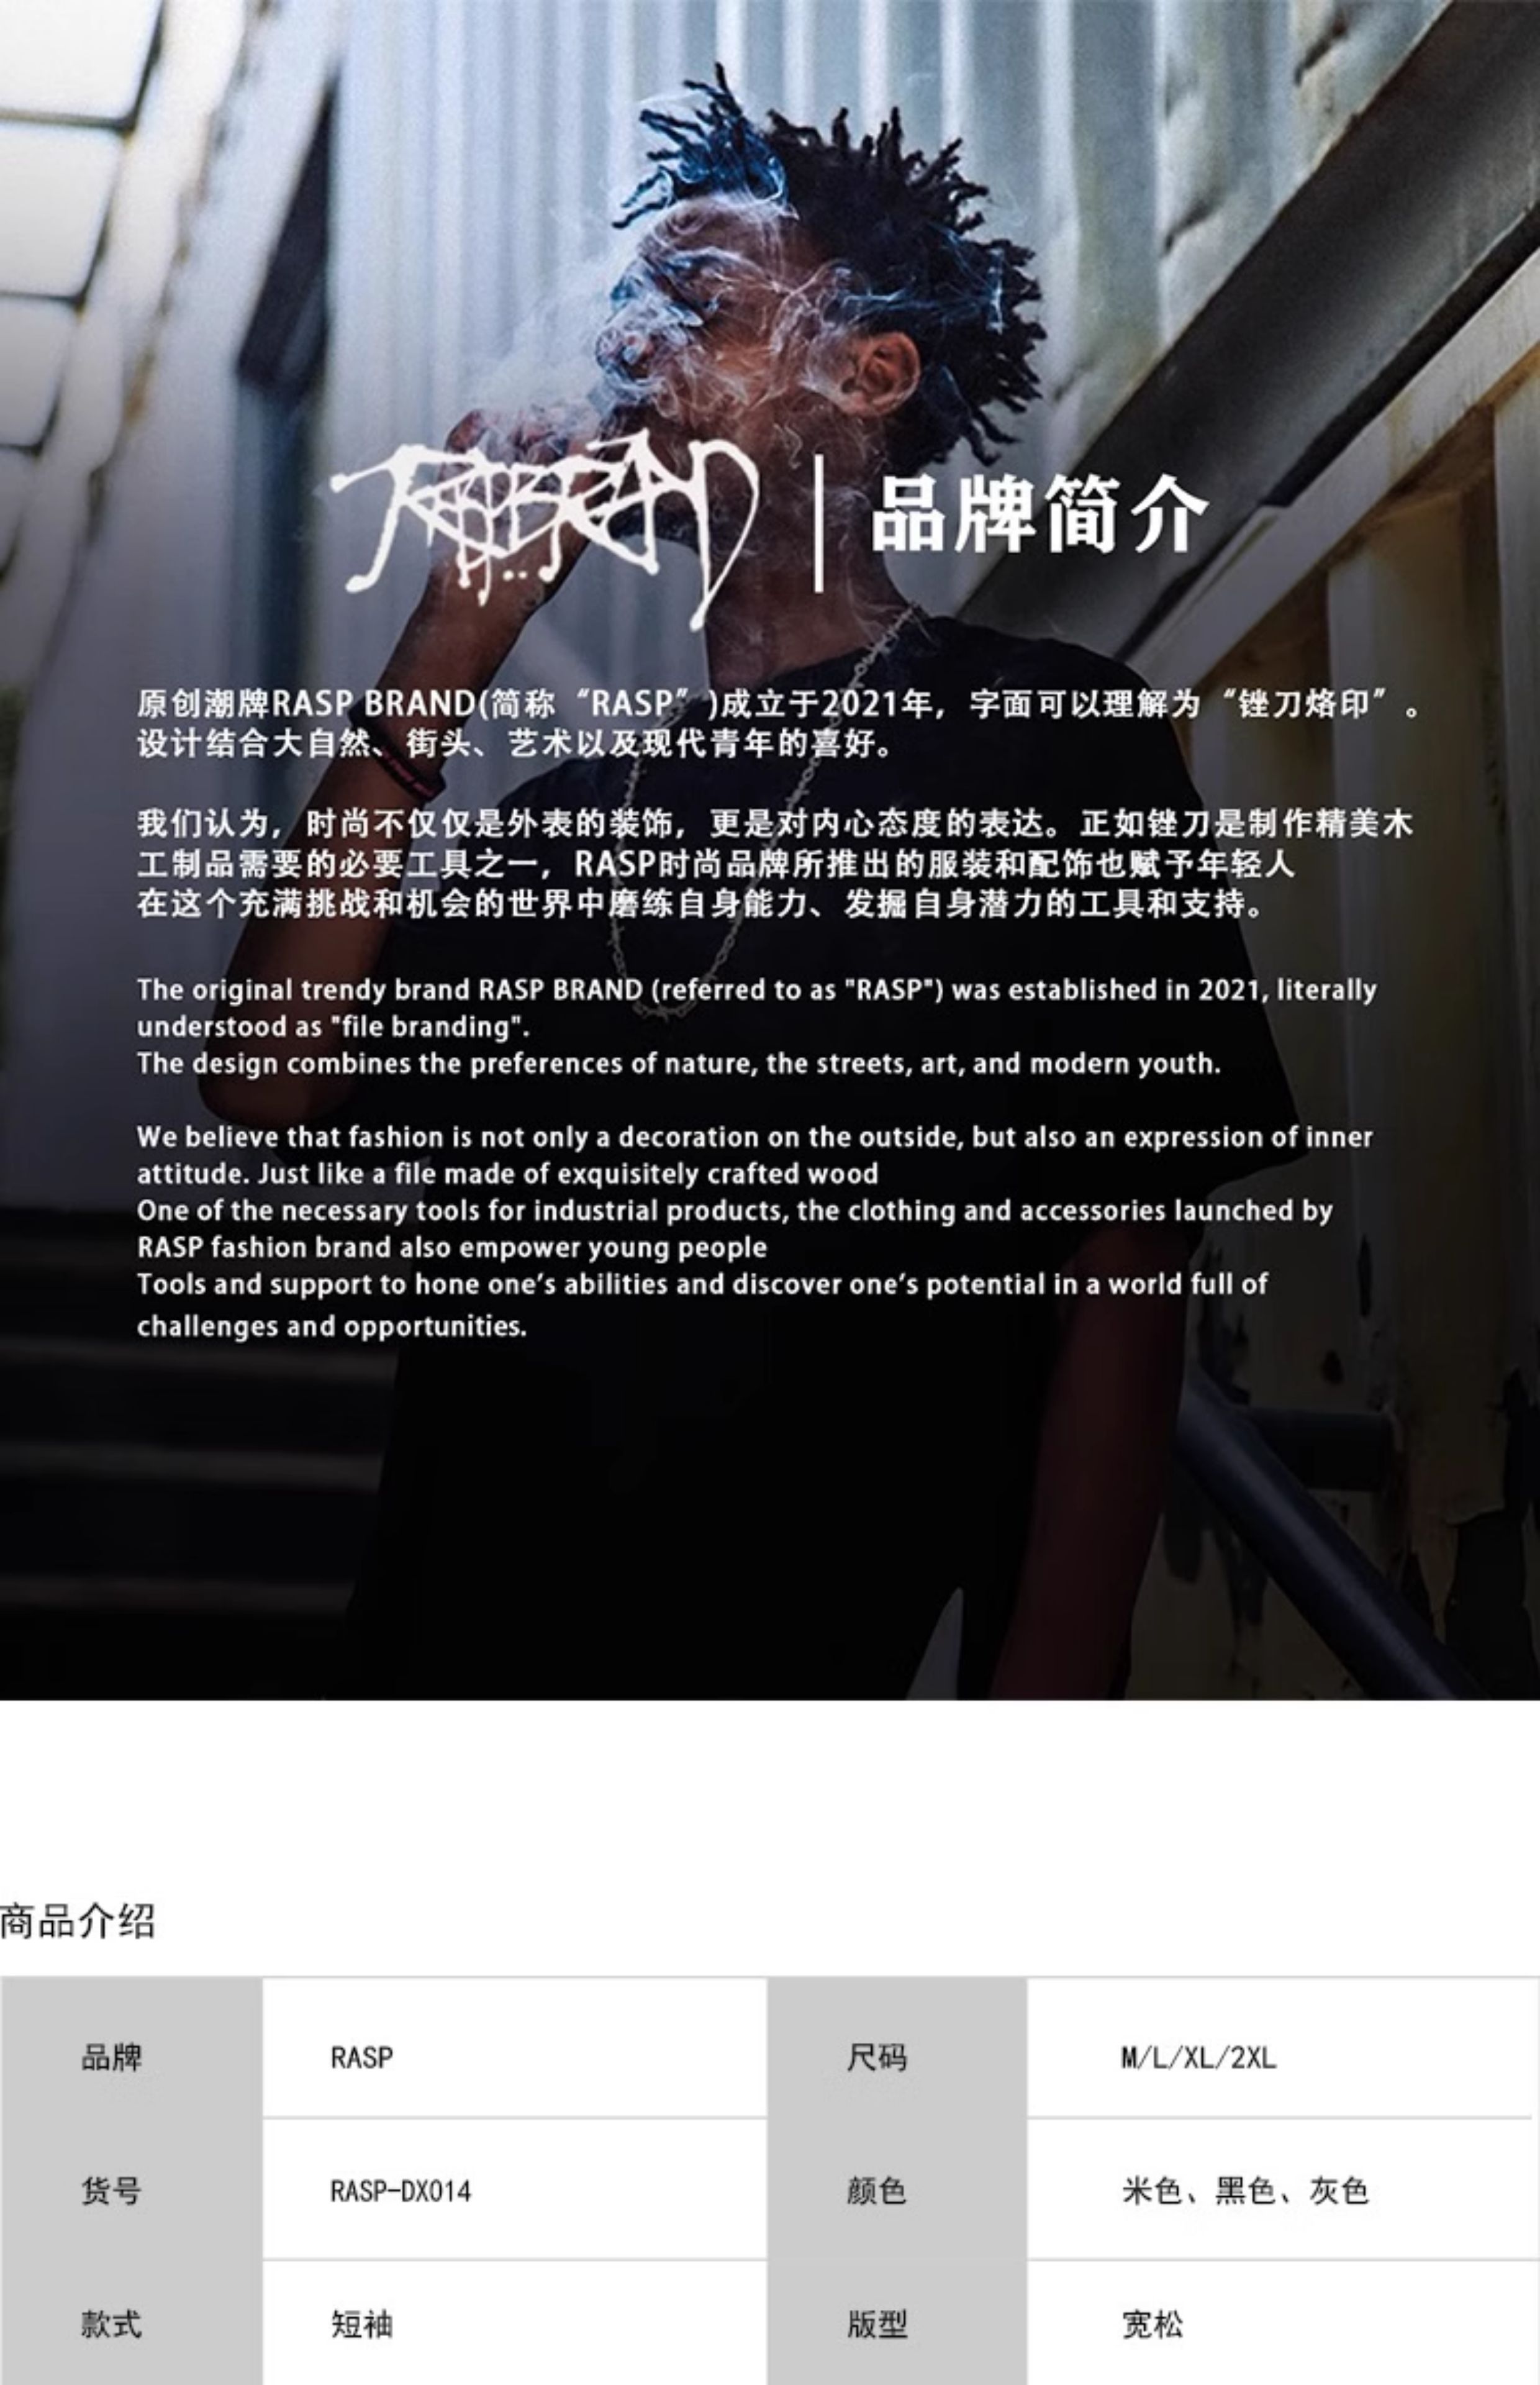 RASP BRAND
品牌简介
原创潮牌RASP BRAND(简称“RASP”)成立于2021年，字面可以理解为“锉刀烙印”。
设计结合大自然、街头、艺术以及现代青年的喜好。
我们认为，时尚不仅仅是外表的装饰，更是对内心态度的表达。正如锉刀是制作精美木
工制品需要的必要工具之一，RASP时尚品牌所推出的服装和配饰也赋予年轻人
在这个充满挑战和机会的世界中磨练自身能力、发掘自身潜力的工具和支持。
The original trendy brand RASP BRAND (referred to as "RASP") was established in 2021, literally
understood as "file branding".
The design combines the preferences of nature, the streets, art, and modern youth.
We believe that fashion is not only a decoration on the outside, but also an expression of inner
attitude. Just like a file made of exquisitely crafted wood
One of the necessary tools for industrial products, the clothing and accessories launched by
RASP fashion brand also empower young people
Tools and support to hone one’s abilities and discover one’s potential in a world full of
challenges and opportunities.
商品介绍
品牌 RASP 尺码 M/L/XL/2XL
货号 RASP-DX014 颜色 米色、黑色、灰色
款式 短袖 版型 宽松